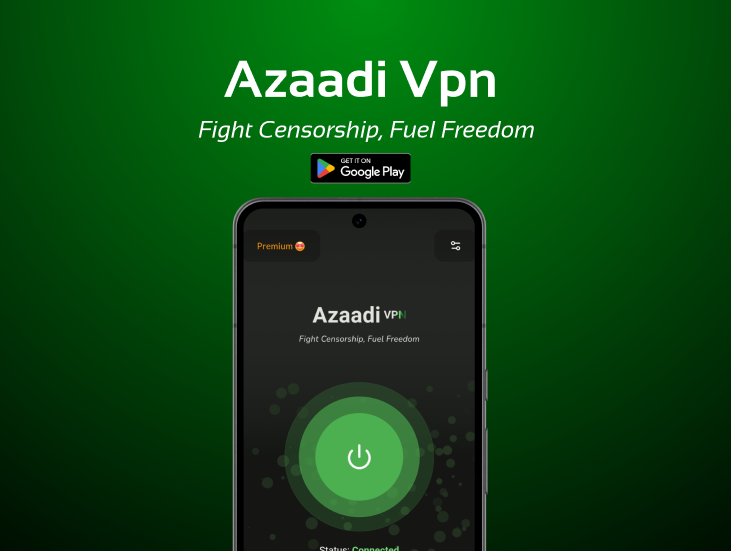 Azaadi Vpn
Fight Censorship, Fuel Freedom
GET IT ON
Google Play
Premium 😍
Azaadi VPN
Fight Censorship, Fuel Freedom
Status: Connected